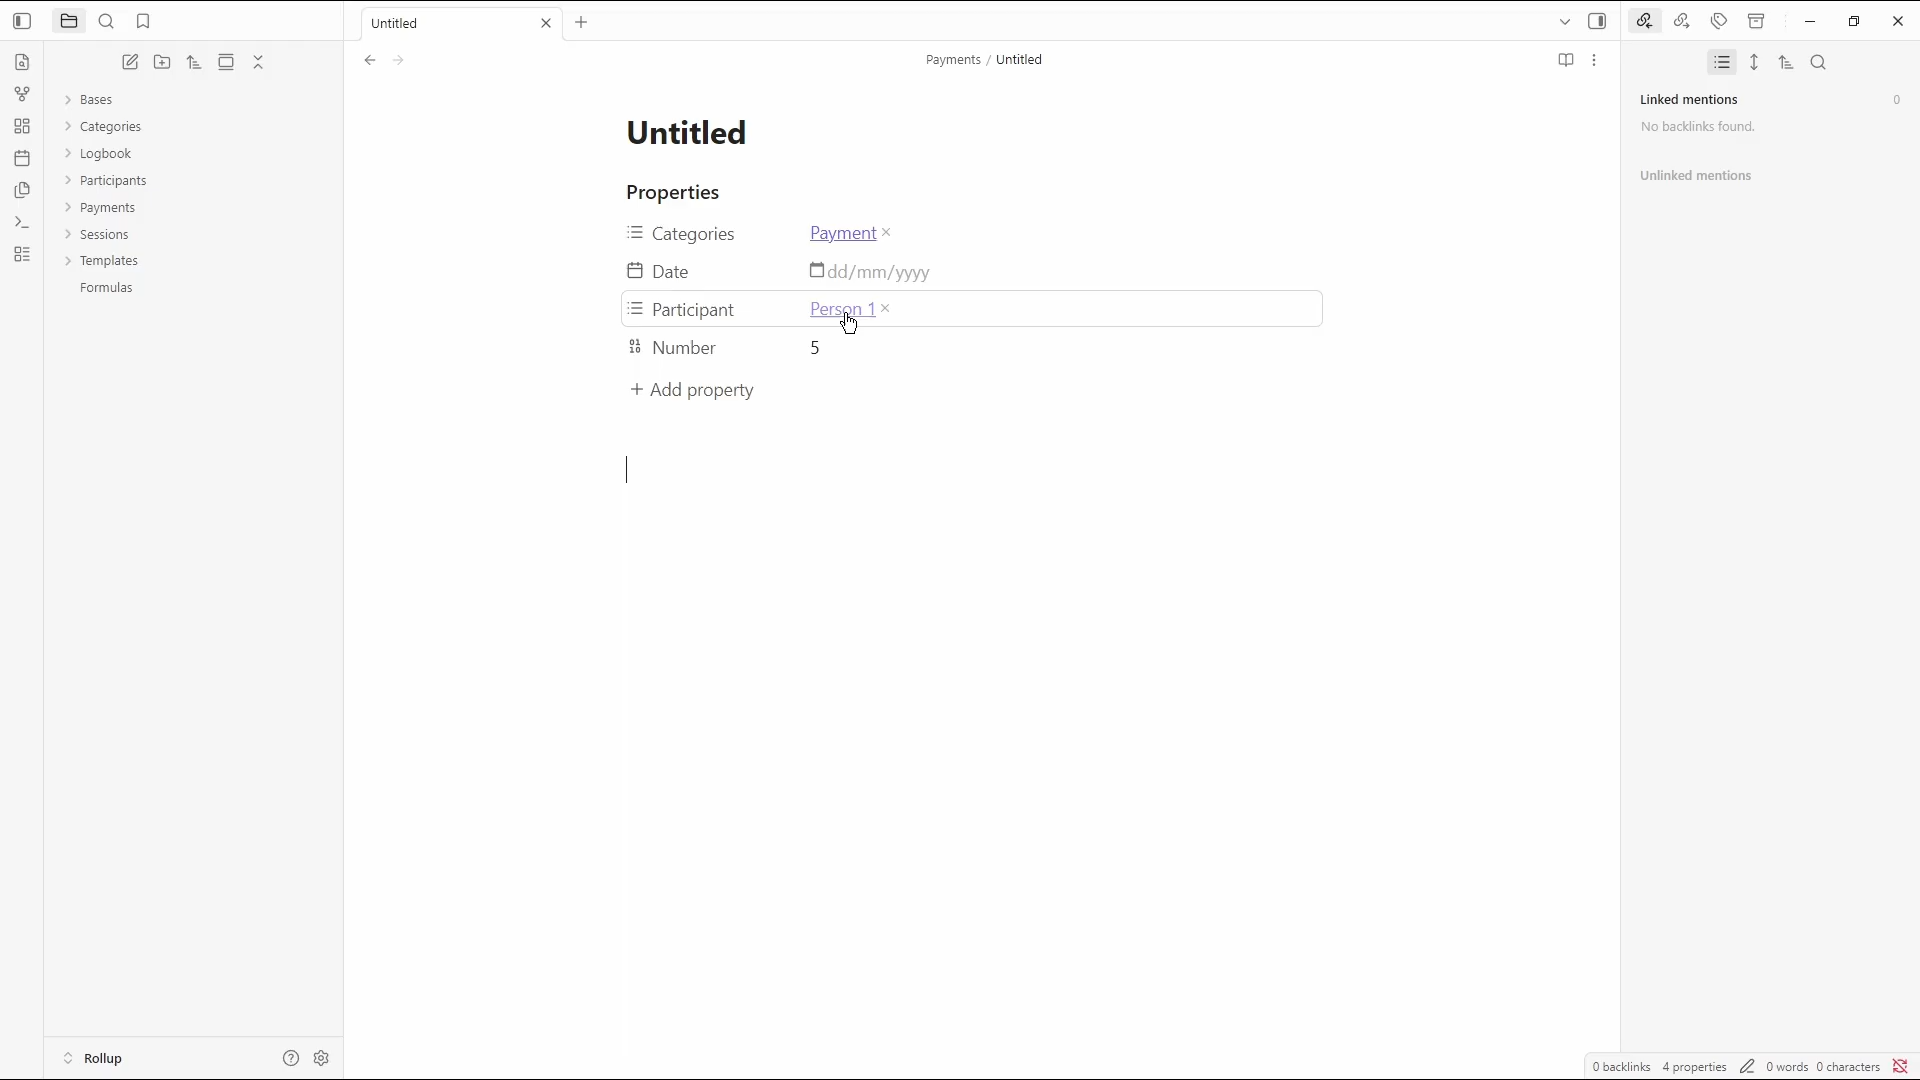 Untitled
Payments / Untitled
Bases
Categories
Logbook
Participants
Payments
Sessions
Templates
Formulas
Rollup
Untitled
Properties
Categories Payment ×
Date dd/mm/yyyy
Participant Person 1 ×
Number 5
+ Add property
Linked mentions 0
No backlinks found.
Unlinked mentions
0 backlinks 4 properties 0 words 0 characters